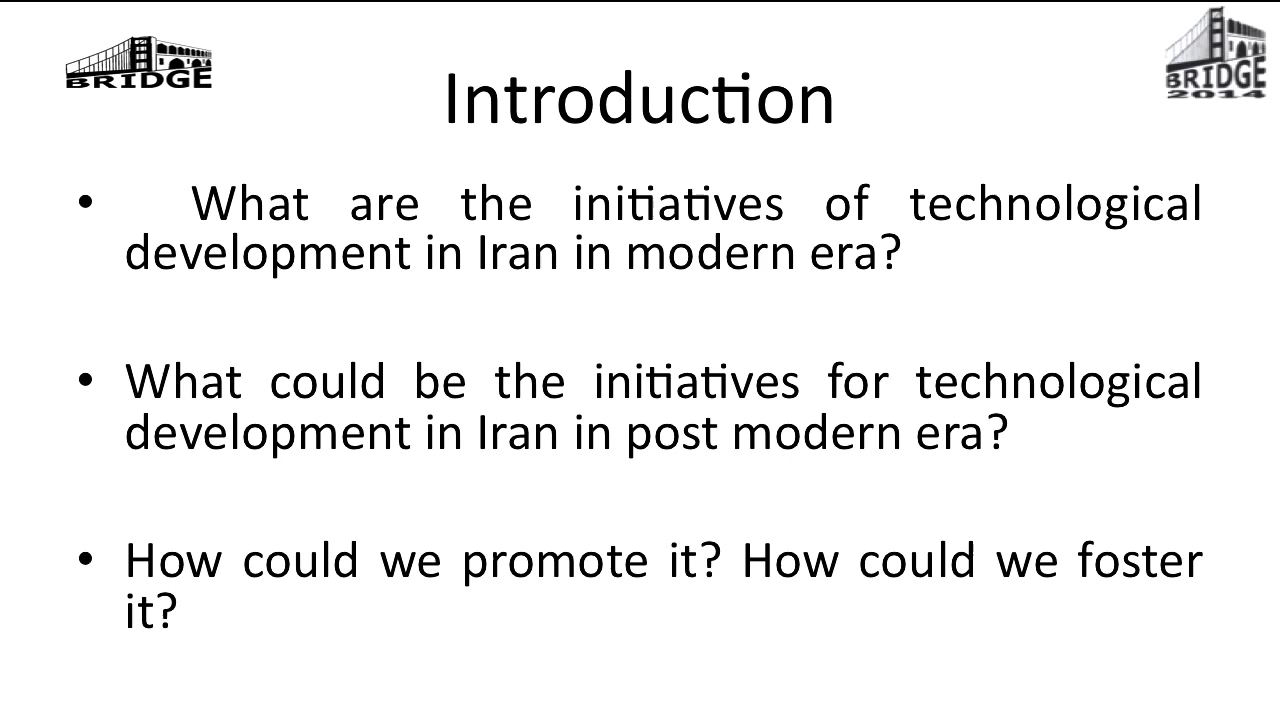 BRIDGE
BRIDGE
2014
Introduction
• What are the initiatives of technological
development in Iran in modern era?
• What could be the initiatives for technological
development in Iran in post modern era?
• How could we promote it? How could we foster
it?